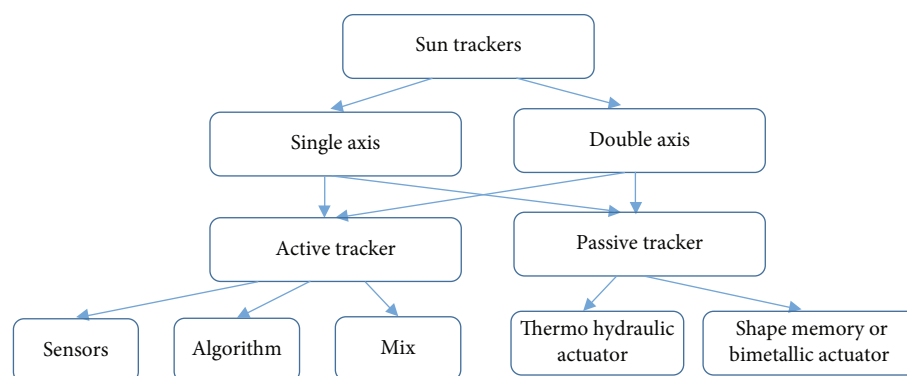 Sun trackers
Single axis
Double axis
Active tracker
Passive tracker
Sensors
Algorithm
Mix
Thermo hydraulic
actuator
Shape memory or
bimetallic actuator